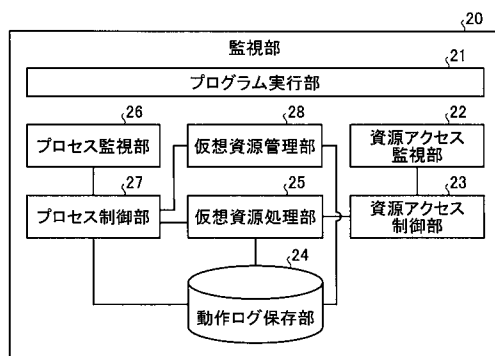 20
監視部
21
プログラム実行部
26
プロセス監視部
28
仮想資源管理部
22
資源アクセス
監視部
27
プロセス制御部
25
仮想資源処理部
23
資源アクセス
制御部
24
動作ログ保存部